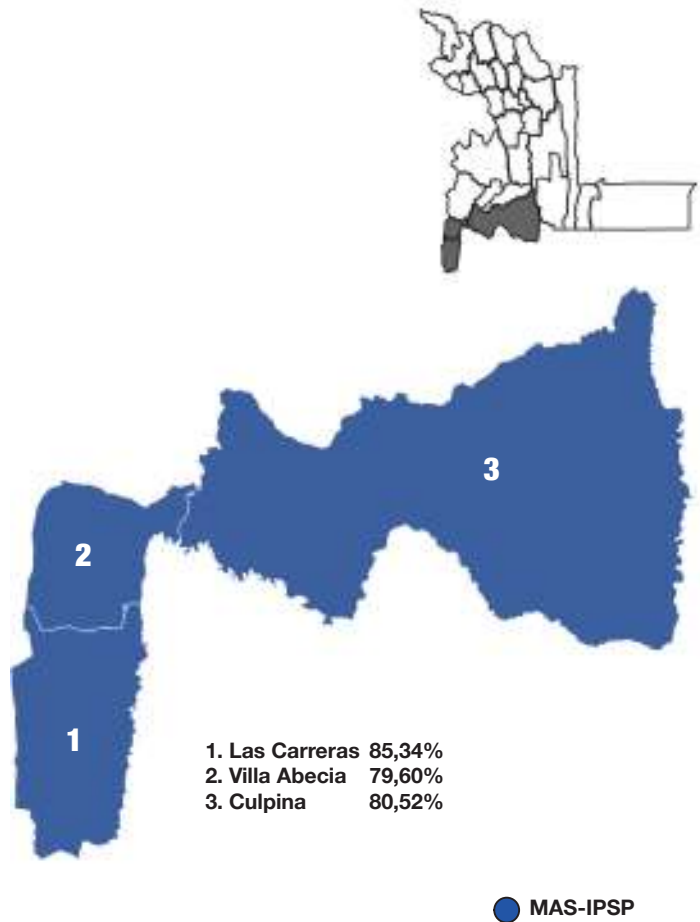 3
2
1
1. Las Carreras 85,34%
2. Villa Abecia 79,60%
3. Culpina 80,52%
MAS-IPSP